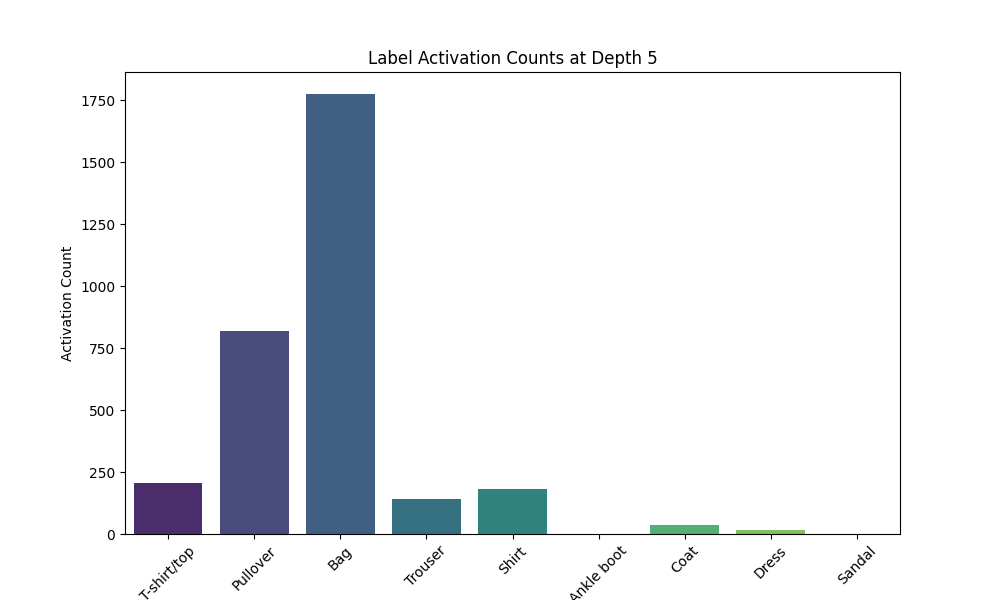 Label Activation Counts at Depth 5
Activation Count
1750
1500
1250
1000
750
500
250
0
T-shirt/top
Pullover
Bag
Trouser
Shirt
Ankle boot
Coat
Dress
Sandal